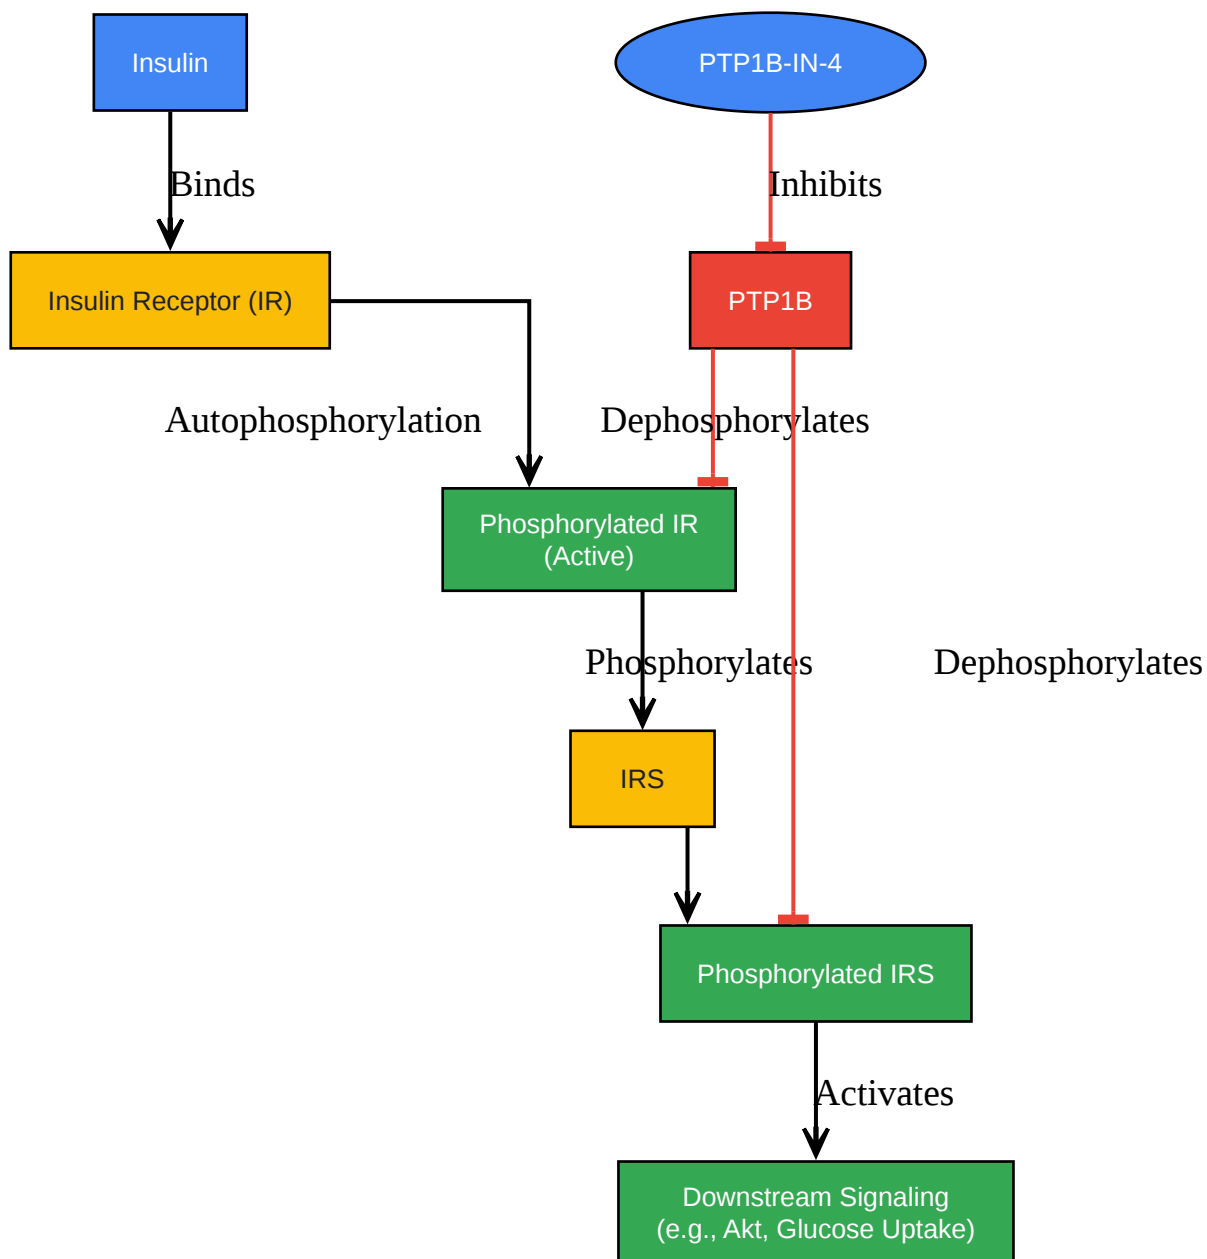 Insulin
PTP1B-IN-4
Binds
Inhibits
Insulin Receptor (IR)
PTP1B
Autophosphorylation
Dephosphorylates
Phosphorylated IR
(Active)
Phosphorylates
Dephosphorylates
IRS
Phosphorylated IRS
Activates
Downstream Signaling
(e.g., Akt, Glucose Uptake)